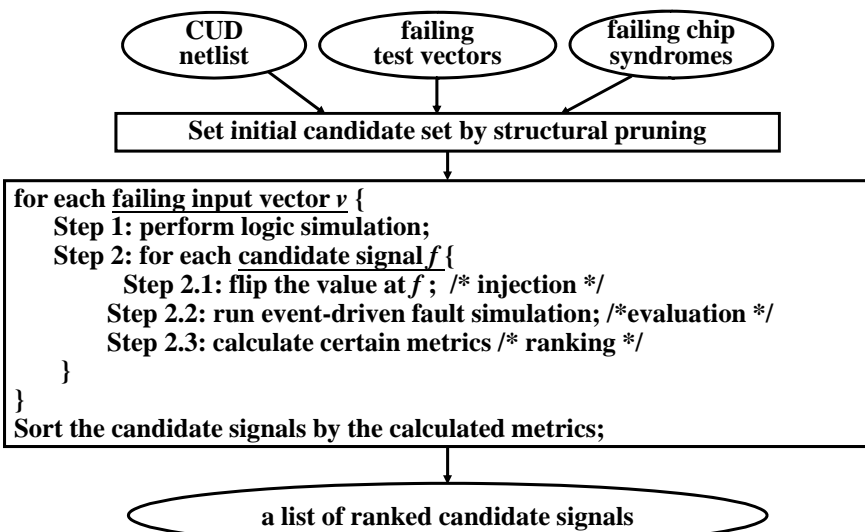 CUD
netlist
failing
test vectors
failing chip
syndromes
Set initial candidate set by structural pruning
for each failing input vector v {
Step 1: perform logic simulation;
Step 2: for each candidate signal f {
Step 2.1: flip the value at f ; /* injection */
Step 2.2: run event-driven fault simulation; /*evaluation */
Step 2.3: calculate certain metrics /* ranking */
}
}
Sort the candidate signals by the calculated metrics;
a list of ranked candidate signals